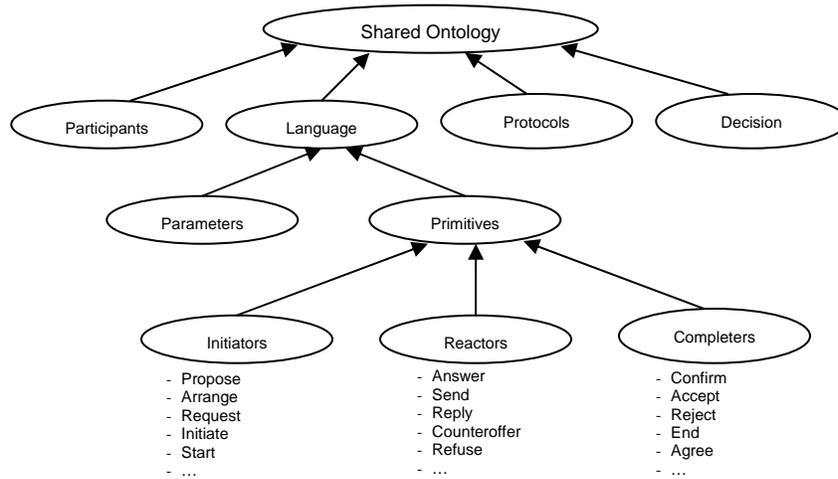 Shared Ontology
Participants
Language
Protocols
Decision
Parameters
Primitives
Initiators
Reactors
Completers
- Propose
- Arrange
- Request
- Initiate
- Start
- …
- Answer
- Send
- Reply
- Counteroffer
- Refuse
- …
- Confirm
- Accept
- Reject
- End
- Agree
- …